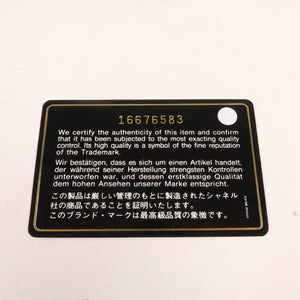 16676583
We certify the authenticity of this item and confirm
that it has been subjected to the most exacting quality
control. Its high quality is a symbol of the fine reputation
of the Trademark.
Wir bestätigen, dass es sich um einen Artikel handelt,
der während seiner Herstellung strengsten Kontrollen
unterworfen war, und dessen erstklassige Qualität
dem hohen Ansehen unserer Marke entspricht.
この製品は厳しい管理のもとに製造されたシャネル
社の商品であることを証明いたします。
このブランド・マークは最高級品質の象徴です。